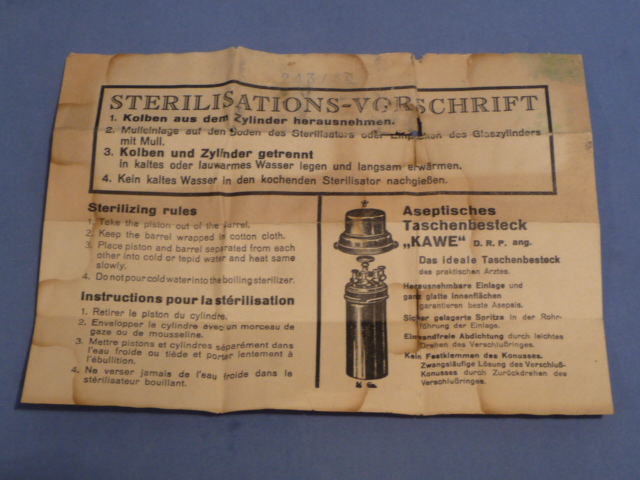 STERILISATIONS-VORSCHRIFT
1. Kolben aus dem Zylinder herausnehmen.
2. Mulleinlage auf den Boden des Sterilisators oder Einpacken des Glaszylinders
mit Mull.
3. Kolben und Zylinder getrennt
in kaltes oder lauwarmes Wasser legen und langsam erwärmen.
4. Kein kaltes Wasser in den kochenden Sterilisator nachgießen.
Sterilizing rules
1. Take the piston out of the barrel.
2. Keep the barrel wrapped in cotton cloth.
3. Place piston and barrel separated from each
other into cold or tepid water and heat same
slowly.
4. Do not pour cold water into the boiling sterilizer.
Instructions pour la stérilisation
1. Retirer le piston du cylindre.
2. Envelopper le cylindre avec un morceau de
gaze ou de mousseline.
3. Mettre pistons et cylindres séparément dans
l'eau froide ou tiède et porter lentement à
l'ébullition.
4. Ne verser jamais de l'eau froide dans le
stérilisateur bouillant.
Aseptisches
Taschenbesteck
„KAWE" D. R. P. ang.
Das ideale Taschenbesteck
des praktischen Arztes.
Herausnehmbare Einlage und
ganz glatte Innenflächen
garantieren beste Asepsis.
Sicher gelagerte Spritze in der Rohr-
führung der Einlage.
Einwandfreie Abdichtung durch leichtes
Drehen des Verschlußringes.
Kein Festklemmen des Konusses.
Zwangsläufige Lösung des Verschluß-
Konusses durch Zurückdrehen des
Verschlußringes.